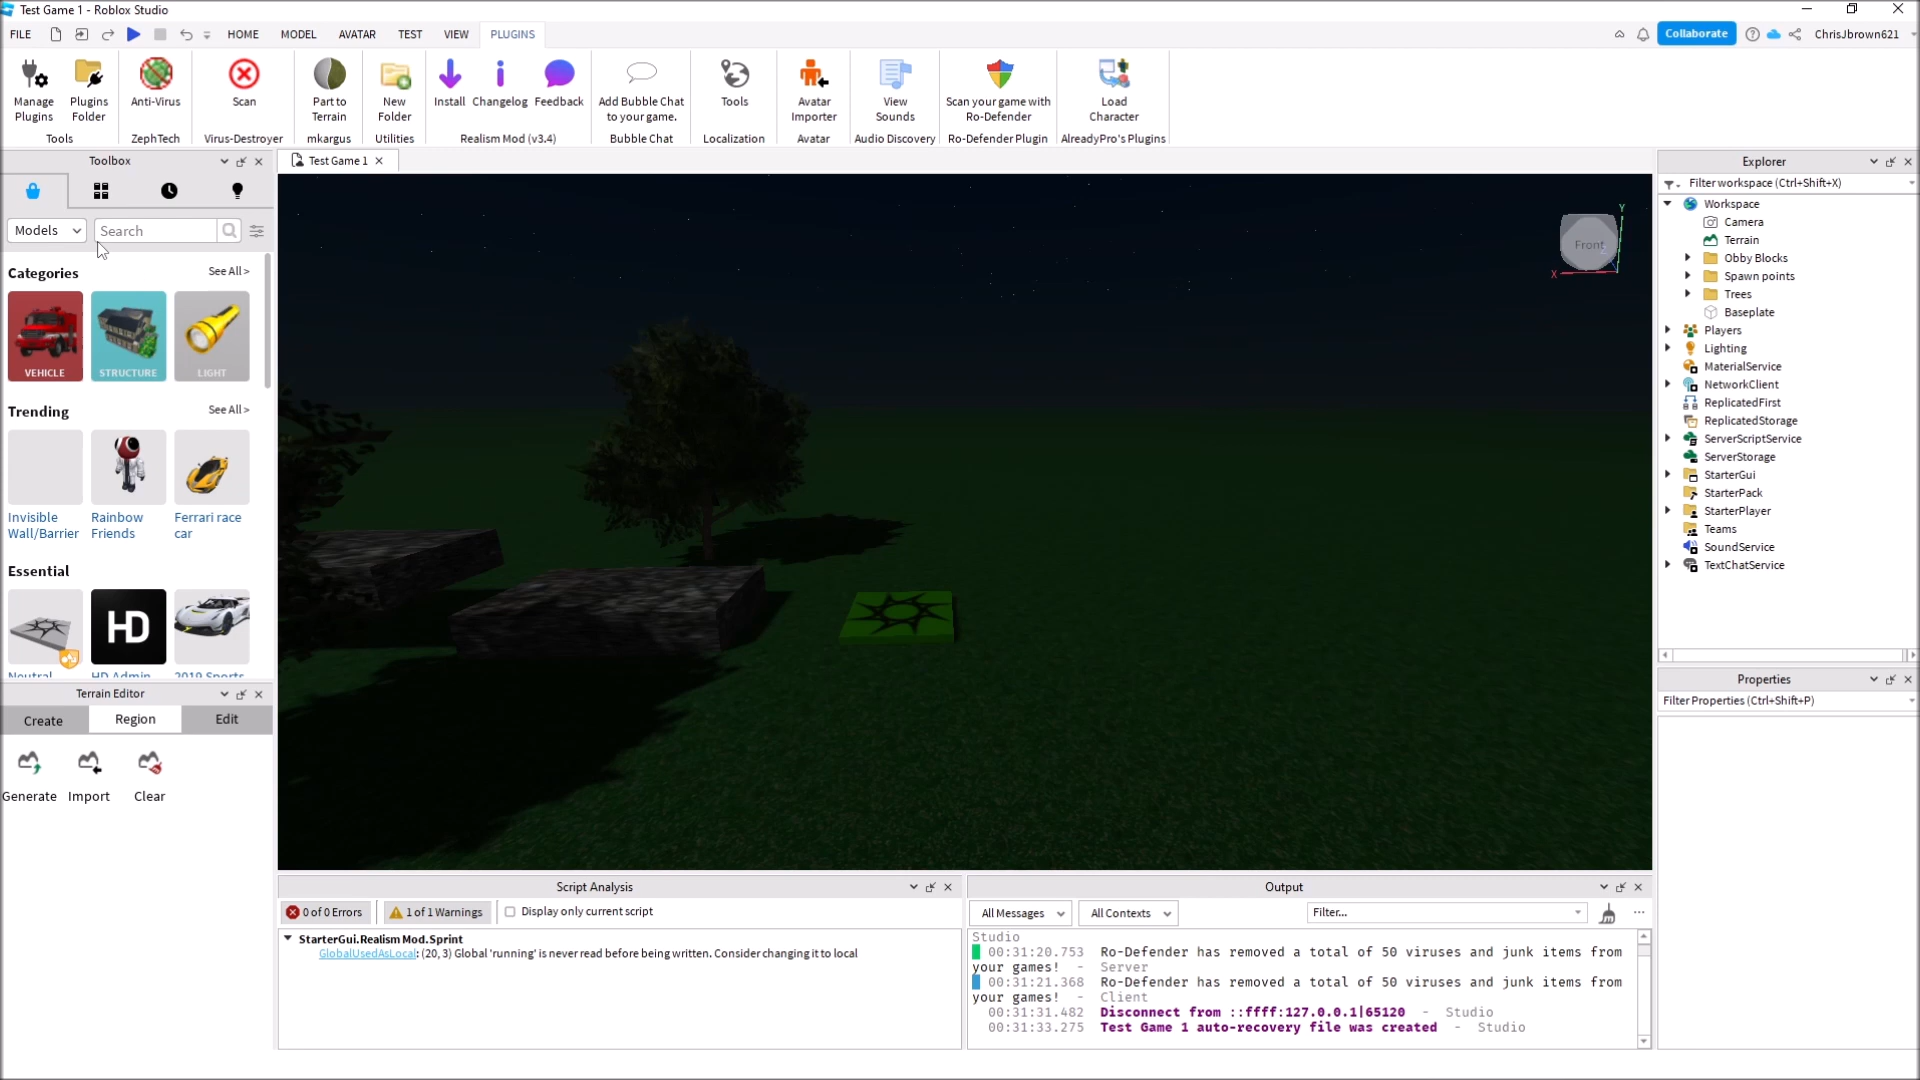 Test Game 1 - Roblox Studio
FILE HOME MODEL AVATAR TEST VIEW PLUGINS Collaborate ChrisJbrown621
Manage Plugins
Plugins Folder
Anti-Virus
Scan
Part to Terrain
New Folder
Install
Changelog
Feedback
Add Bubble Chat to your game.
Tools
Avatar Importer
View Sounds
Scan your game with Ro-Defender
Load Character
Tools ZephTech Virus-Destroyer mkargus Utilities Realism Mod (v3.4) Bubble Chat Localization Avatar Audio Discovery Ro-Defender Plugin AlreadyPro's Plugins
Toolbox
Models Search
Categories See All >
VEHICLE STRUCTURE LIGHT
Trending See All >
Invisible Wall/Barrier
Rainbow Friends
Ferrari race car
Essential
HD
Neutral HD Admin 2019 Sports
Terrain Editor
Create Region Edit
Generate Import Clear
Test Game 1
Front
Y
X
Script Analysis
0 of 0 Errors 1 of 1 Warnings Display only current script
StarterGui.Realism Mod.Sprint
GlobalUsedAsLocal: (20, 3) Global 'running' is never read before being written. Consider changing it to local
Output
All Messages All Contexts Filter...
Studio
00:31:20.753 Ro-Defender has removed a total of 50 viruses and junk items from
your games! - Server
00:31:21.368 Ro-Defender has removed a total of 50 viruses and junk items from
your games! - Client
00:31:31.482 Disconnect from ::ffff:127.0.0.1|65120 - Studio
00:31:33.275 Test Game 1 auto-recovery file was created - Studio
Explorer
Filter workspace (Ctrl+Shift+X)
Workspace
Camera
Terrain
Obby Blocks
Spawn points
Trees
Baseplate
Players
Lighting
MaterialService
NetworkClient
ReplicatedFirst
ReplicatedStorage
ServerScriptService
ServerStorage
StarterGui
StarterPack
StarterPlayer
Teams
SoundService
TextChatService
Properties
Filter Properties (Ctrl+Shift+P)